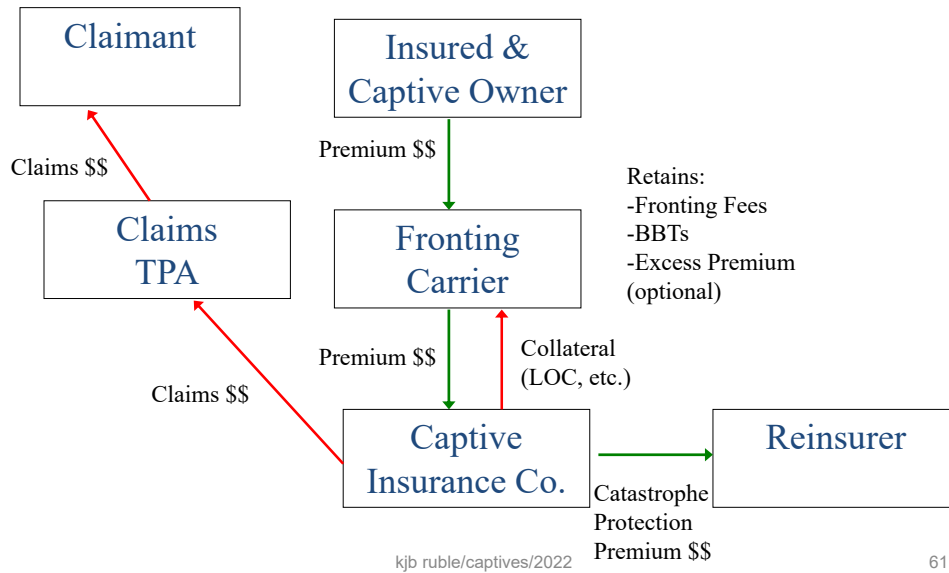 Claimant
Insured &
Captive Owner
Claims $$
Premium $$
Retains:
-Fronting Fees
-BBTs
-Excess Premium
(optional)
Claims
TPA
Fronting
Carrier
Premium $$
Collateral
(LOC, etc.)
Claims $$
Captive
Insurance Co.
Reinsurer
Catastrophe
Protection
Premium $$
kjb ruble/captives/2022
61